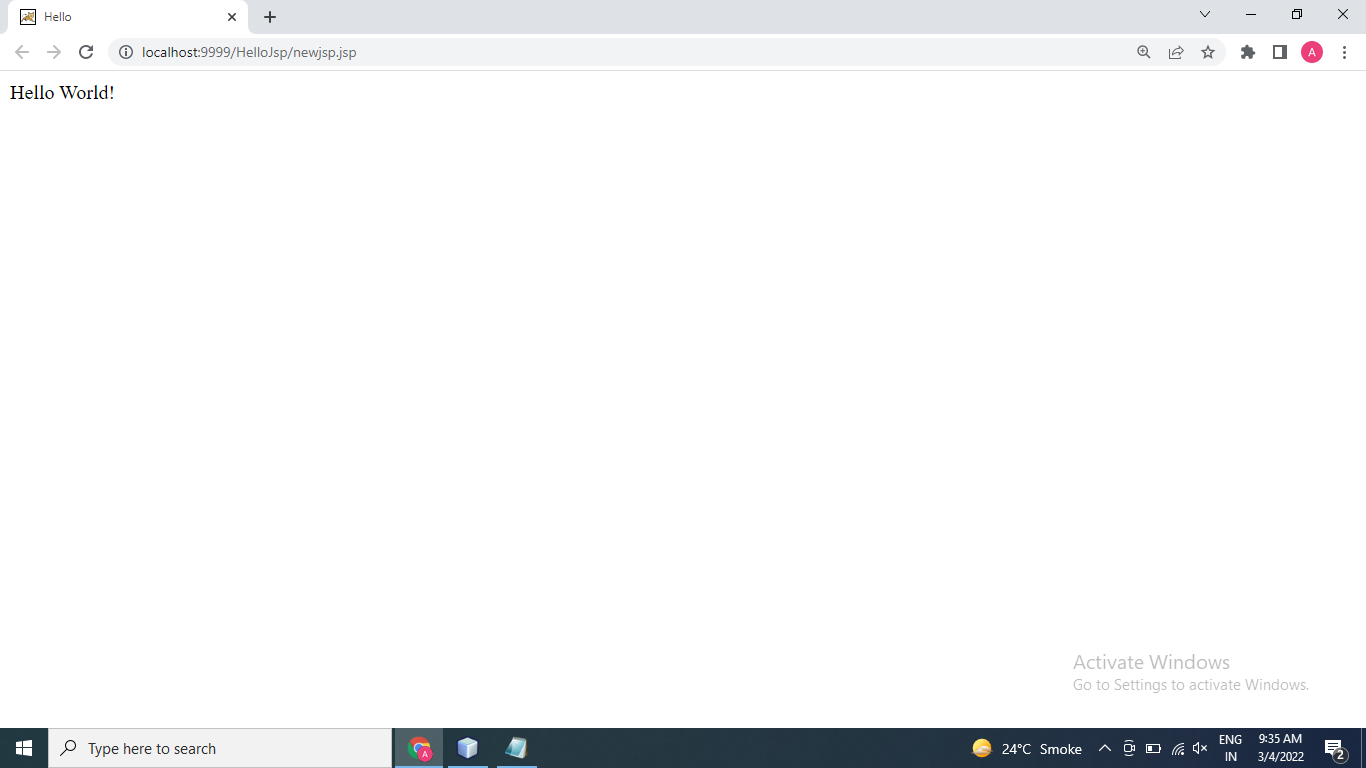 Hello
localhost:9999/HelloJsp/newjsp.jsp
A
Hello World!
Activate Windows
Go to Settings to activate Windows.
Type here to search
A
24°C Smoke
ENG
IN
9:35 AM
3/4/2022
2